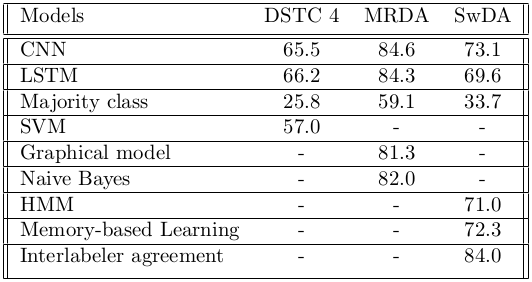 Models DSTC 4 MRDA SwDA
CNN 65.5 84.6 73.1
LSTM 66.2 84.3 69.6
Majority class 25.8 59.1 33.7
SVM 57.0 - -
Graphical model - 81.3 -
Naive Bayes - 82.0 -
HMM - - 71.0
Memory-based Learning - - 72.3
Interlabeler agreement - - 84.0